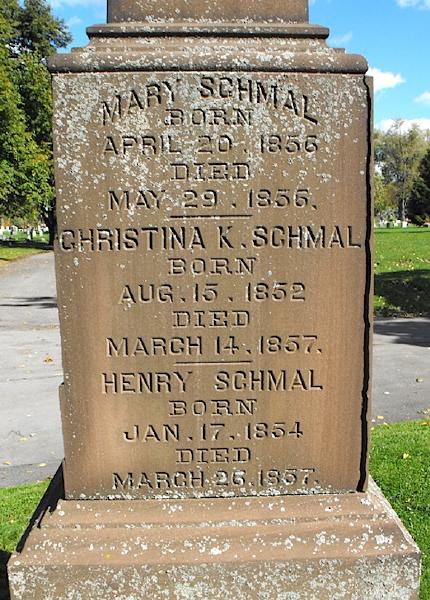 MARY SCHMAL
BORN
APRIL 20. 1856
DIED
MAY. 29. 1856.
CHRISTINA K. SCHMAL
BORN
AUG. 15. 1852
DIED
MARCH 14. 1857.
HENRY SCHMAL
BORN
JAN. 17. 1854
DIED
MARCH. 26. 1857.